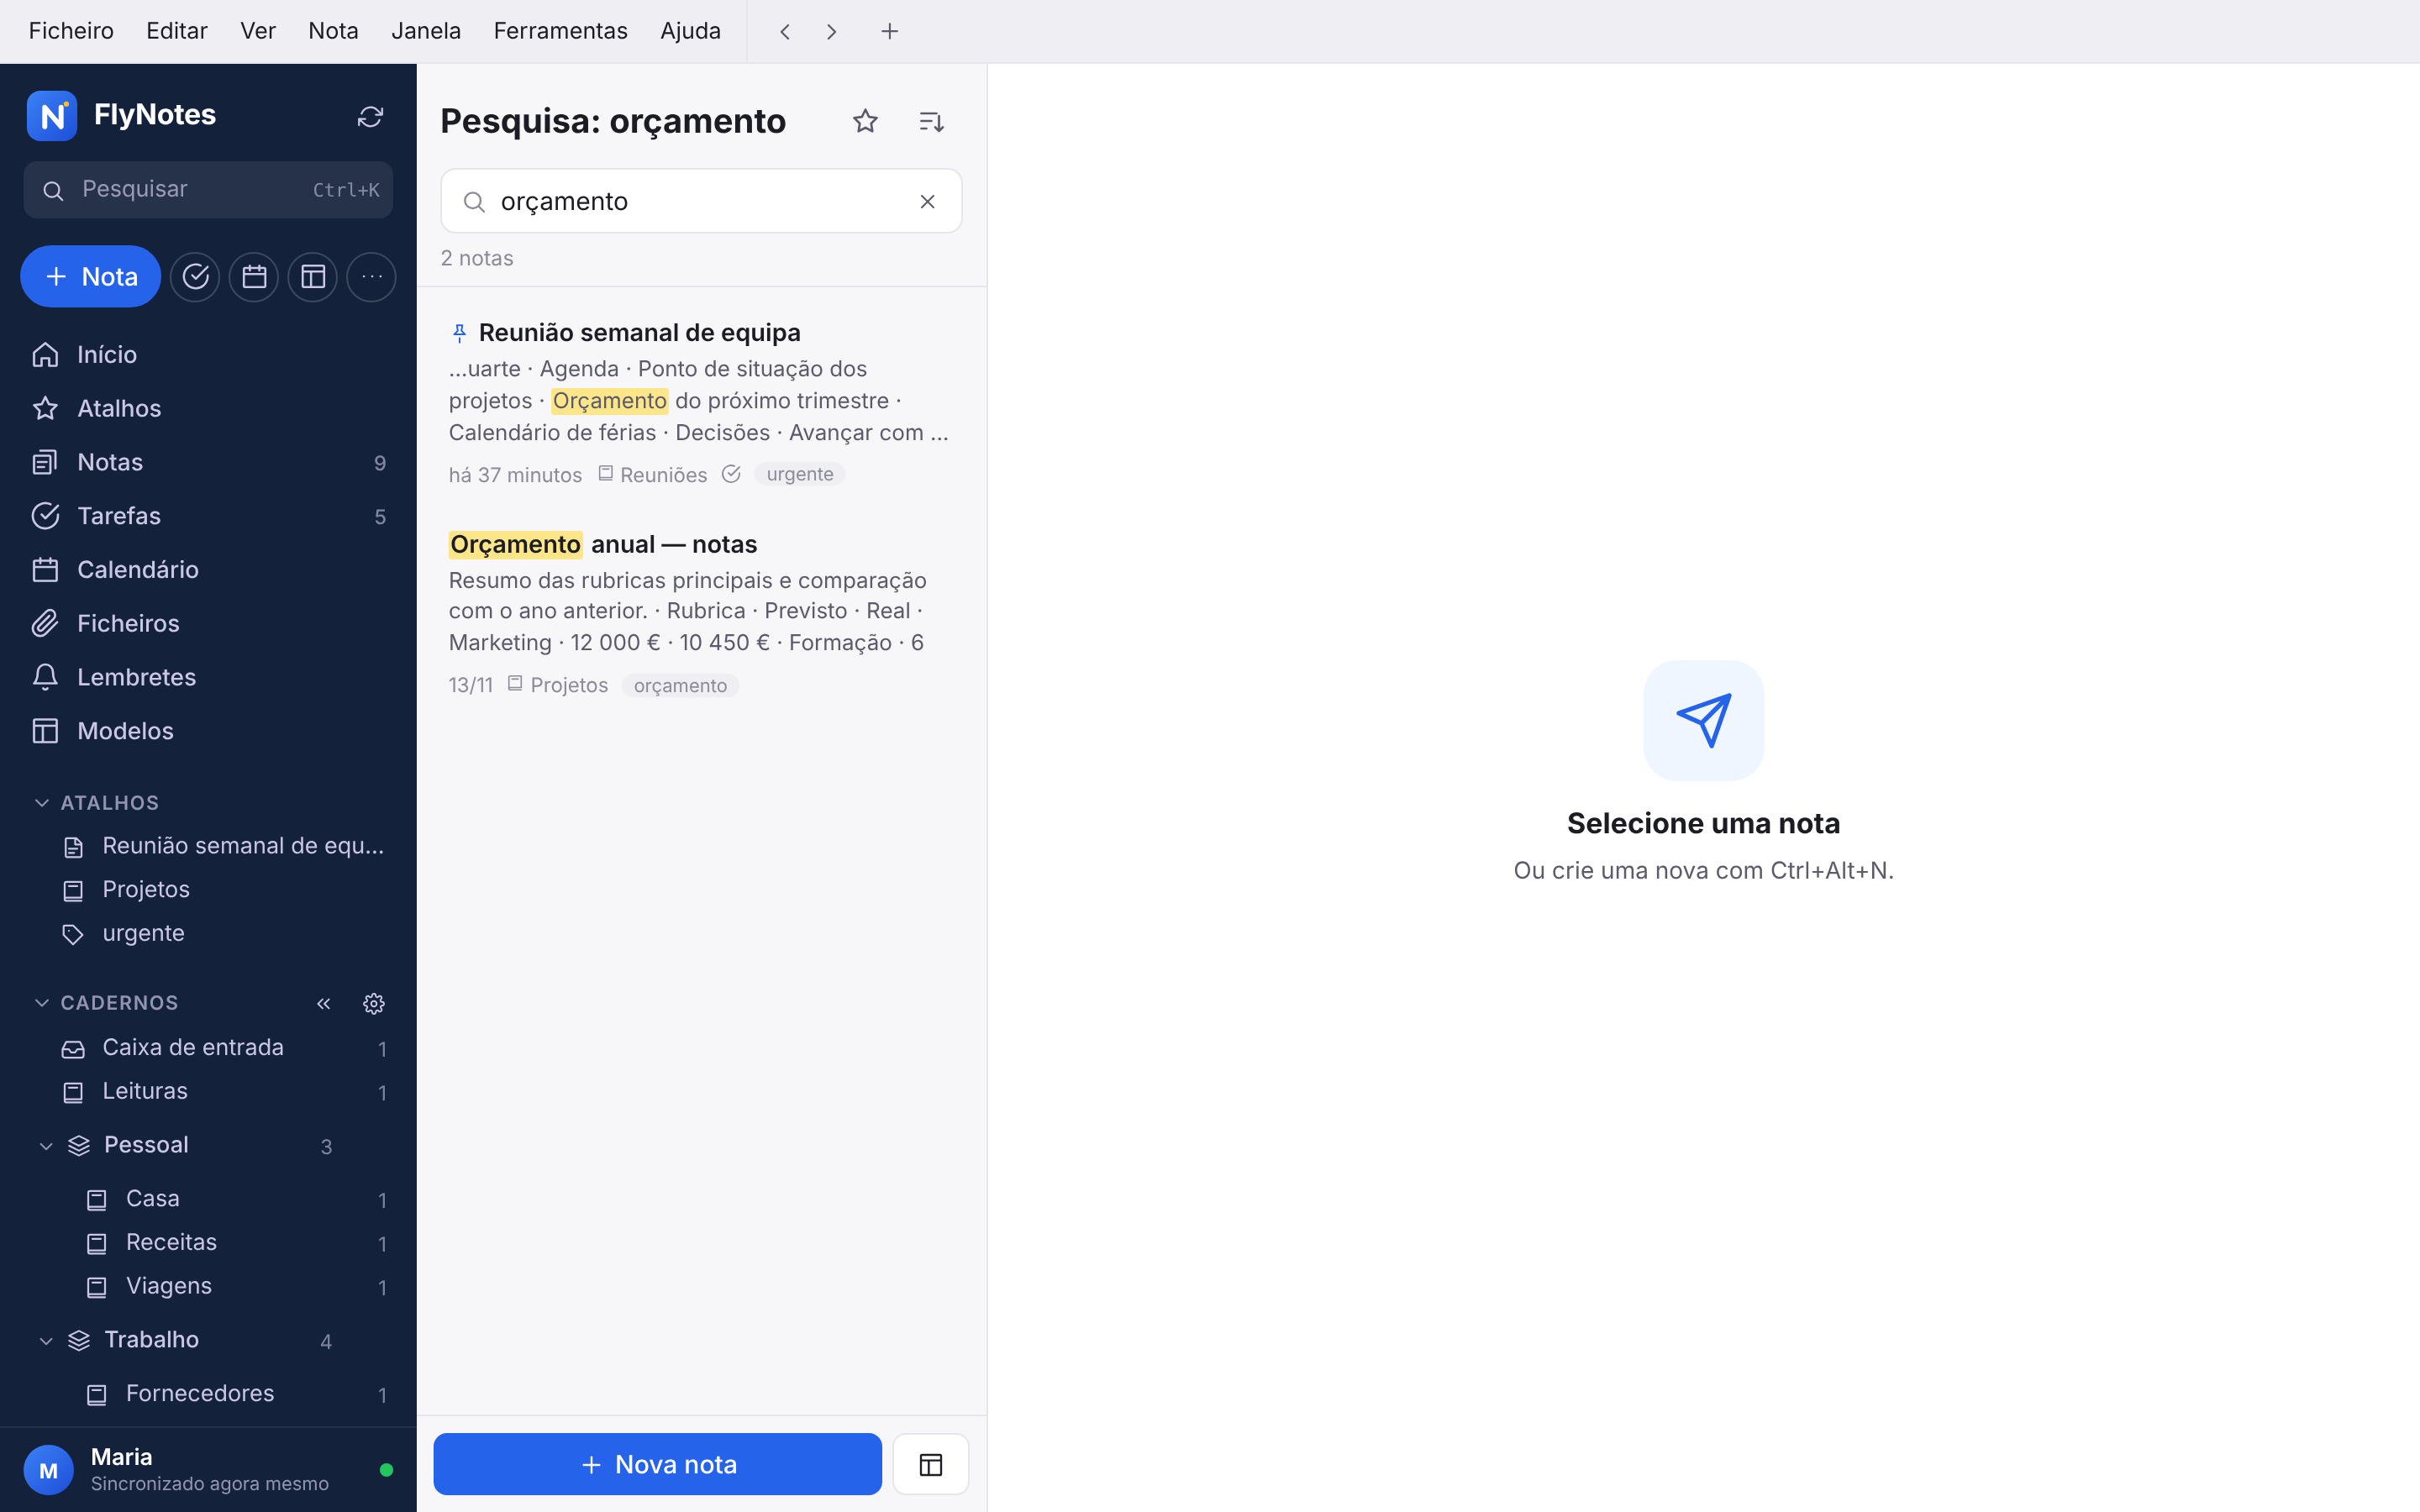 Ficheiro Editar Ver Nota Janela Ferramentas Ajuda
N FlyNotes
Pesquisar Ctrl+K
Nota
Início
Atalhos
Notas 9
Tarefas 5
Calendário
Ficheiros
Lembretes
Modelos
ATALHOS
Reunião semanal de equ...
Projetos
urgente
CADERNOS
Caixa de entrada 1
Leituras 1
Pessoal 3
Casa 1
Receitas 1
Viagens 1
Trabalho 4
Fornecedores 1
M Maria
Sincronizado agora mesmo
Pesquisa: orçamento
orçamento
2 notas
Reunião semanal de equipa
...uarte · Agenda · Ponto de situação dos
projetos · Orçamento do próximo trimestre ·
Calendário de férias · Decisões · Avançar com ...
há 37 minutos Reuniões urgente
Orçamento anual — notas
Resumo das rubricas principais e comparação
com o ano anterior. · Rubrica · Previsto · Real ·
Marketing · 12 000 € · 10 450 € · Formação · 6
13/11 Projetos orçamento
Nova nota
Selecione uma nota
Ou crie uma nova com Ctrl+Alt+N.